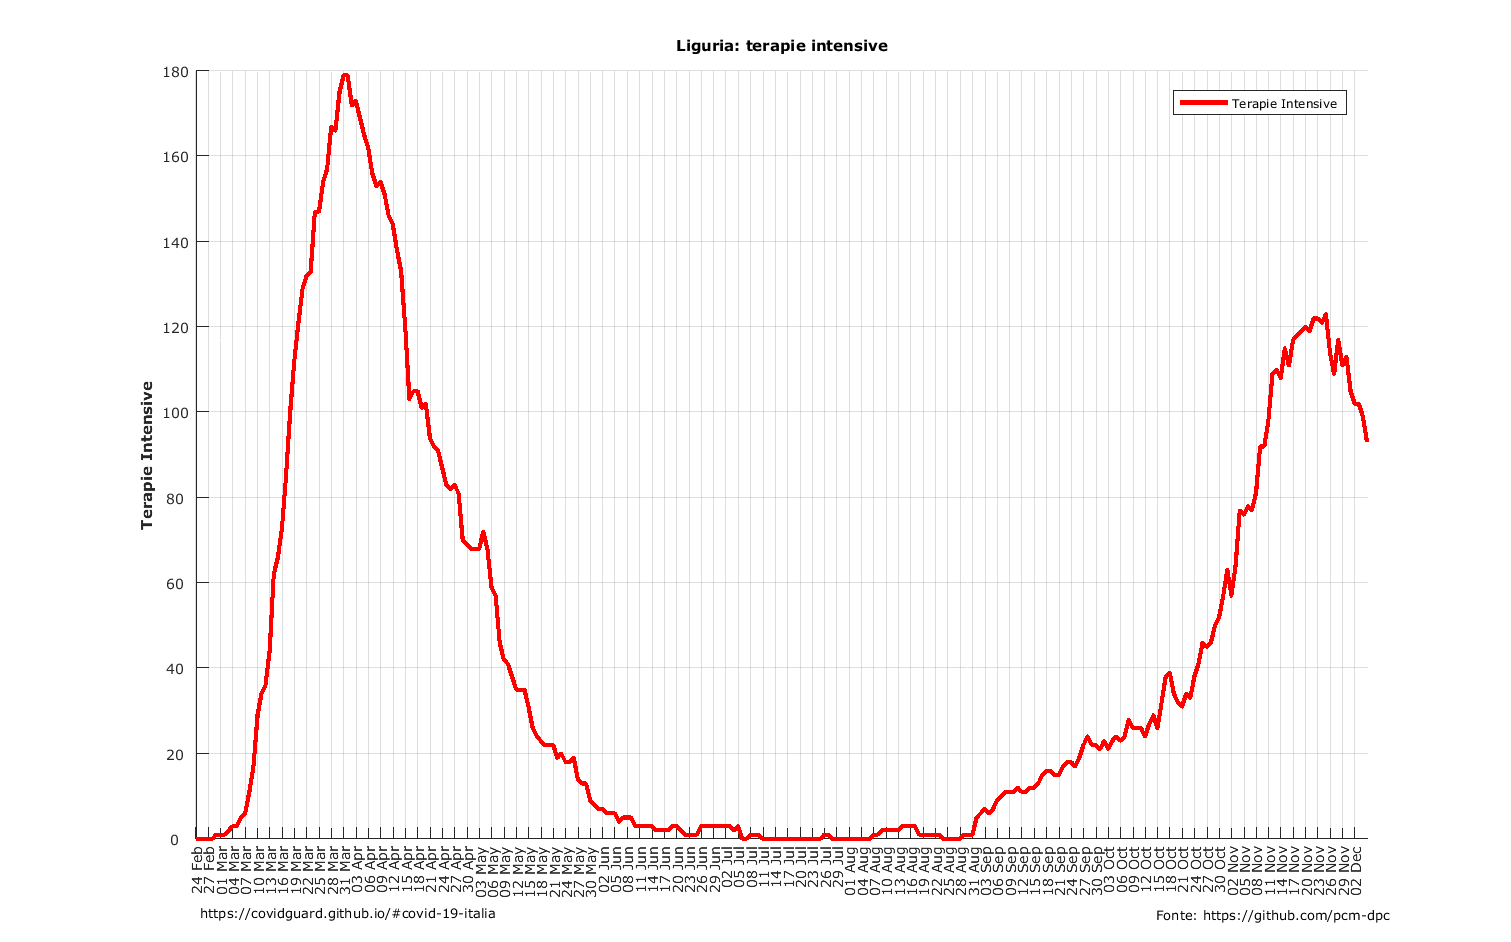 Liguria: terapie intensive
Terapie Intensive
Terapie Intensive
180
160
140
120
100
80
60
40
20
0
24 Feb
27 Feb
01 Mar
04 Mar
07 Mar
10 Mar
13 Mar
16 Mar
19 Mar
22 Mar
25 Mar
28 Mar
31 Mar
03 Apr
06 Apr
09 Apr
12 Apr
15 Apr
18 Apr
21 Apr
24 Apr
27 Apr
30 Apr
03 May
06 May
09 May
12 May
15 May
18 May
21 May
24 May
27 May
30 May
02 Jun
05 Jun
08 Jun
11 Jun
14 Jun
17 Jun
20 Jun
23 Jun
26 Jun
29 Jun
02 Jul
05 Jul
08 Jul
11 Jul
14 Jul
17 Jul
20 Jul
23 Jul
26 Jul
29 Jul
01 Aug
04 Aug
07 Aug
10 Aug
13 Aug
16 Aug
19 Aug
22 Aug
25 Aug
28 Aug
31 Aug
03 Sep
06 Sep
09 Sep
12 Sep
15 Sep
18 Sep
21 Sep
24 Sep
27 Sep
30 Sep
03 Oct
06 Oct
09 Oct
12 Oct
15 Oct
18 Oct
21 Oct
24 Oct
27 Oct
30 Oct
02 Nov
05 Nov
08 Nov
11 Nov
14 Nov
17 Nov
20 Nov
23 Nov
26 Nov
29 Nov
02 Dec
https://covidguard.github.io/#covid-19-italia
Fonte: https://github.com/pcm-dpc